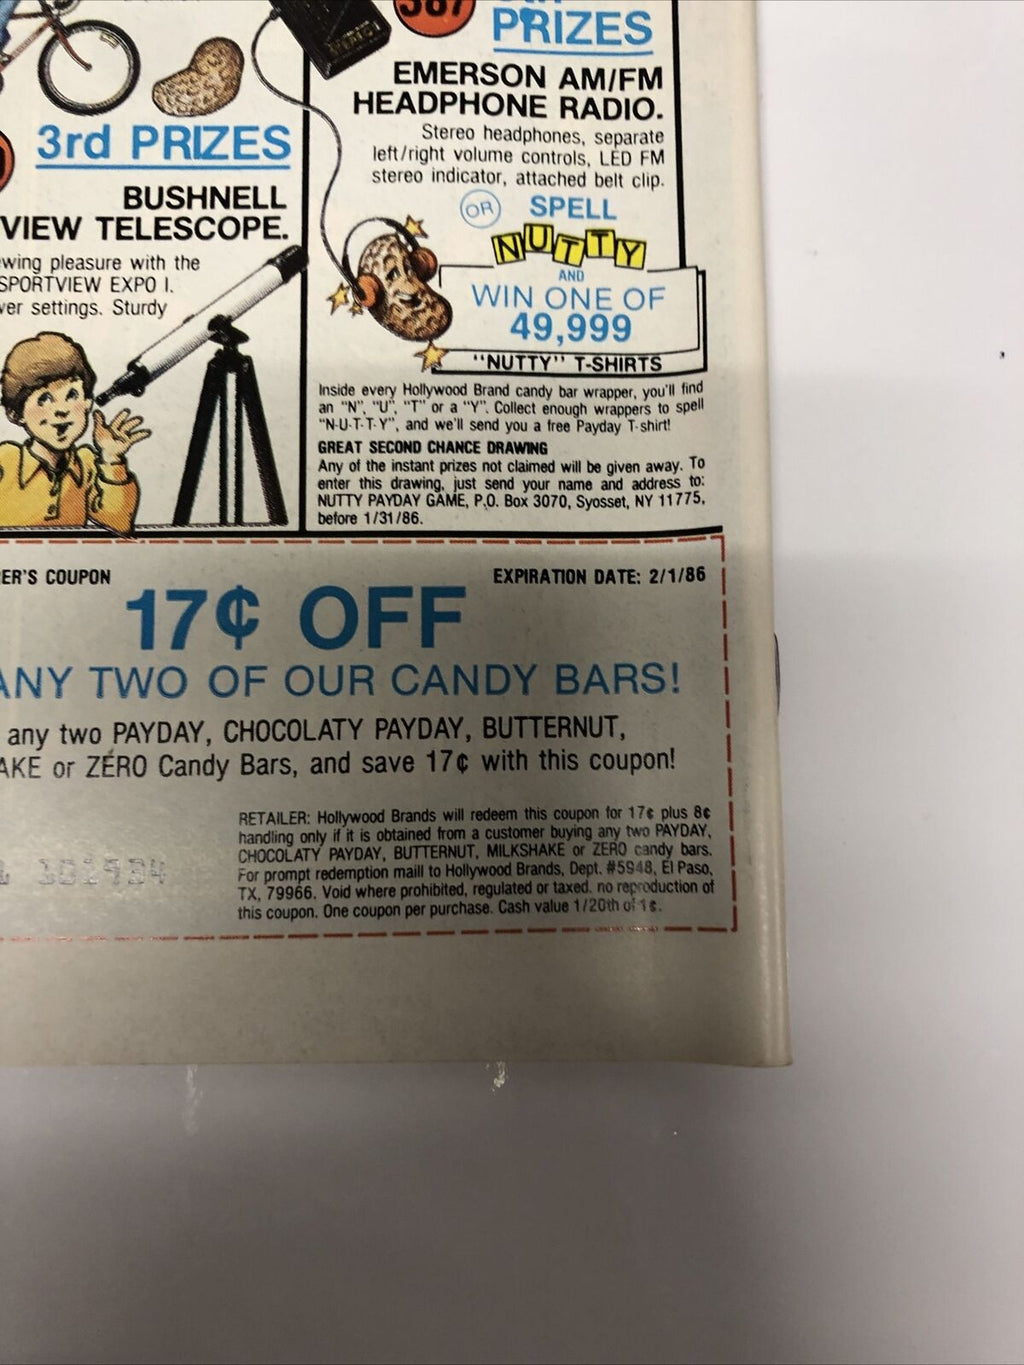 3rd PRIZES
BUSHNELL
VIEW TELESCOPE.
wing pleasure with the
SPORTVIEW EXPO I.
ver settings. Sturdy
387
PRIZES
EMERSON AM/FM
HEADPHONE RADIO.
Stereo headphones, separate
left/right volume controls, LED FM
stereo indicator, attached belt clip.
OR SPELL
NUTTY
AND
WIN ONE OF
49,999
"NUTTY" T-SHIRTS
Inside every Hollywood Brand candy bar wrapper, you'll find
an "N", "U", "T" or a "Y". Collect enough wrappers to spell
"N-U-T-T-Y", and we'll send you a free Payday T-shirt!
GREAT SECOND CHANCE DRAWING
Any of the instant prizes not claimed will be given away. To
enter this drawing, just send your name and address to:
NUTTY PAYDAY GAME, P.O. Box 3070, Syosset, NY 11775,
before 1/31/86.
ER'S COUPON
EXPIRATION DATE: 2/1/86
17¢ OFF
ANY TWO OF OUR CANDY BARS!
any two PAYDAY, CHOCOLATY PAYDAY, BUTTERNUT,
AKE or ZERO Candy Bars, and save 17¢ with this coupon!
RETAILER: Hollywood Brands will redeem this coupon for 17¢ plus 8¢
handling only if it is obtained from a customer buying any two PAYDAY,
CHOCOLATY PAYDAY, BUTTERNUT, MILKSHAKE or ZERO candy bars.
For prompt redemption maill to Hollywood Brands, Dept. #5948, El Paso,
TX, 79966. Void where prohibited, regulated or taxed, no reproduction of
this coupon. One coupon per purchase. Cash value 1/20th of 1¢.
101934